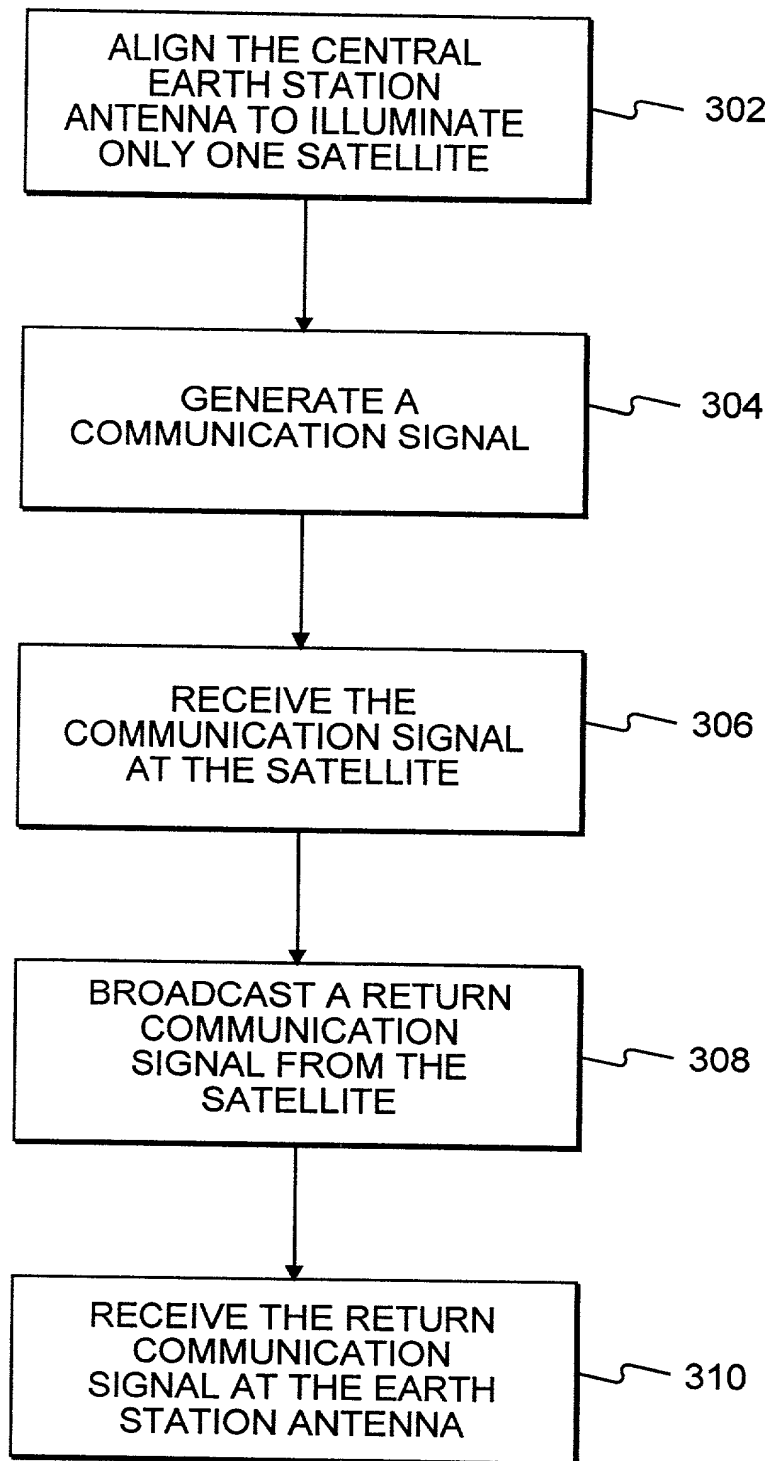 ALIGN THE CENTRAL
EARTH STATION
ANTENNA TO ILLUMINATE
ONLY ONE SATELLITE
302
GENERATE A
COMMUNICATION SIGNAL
304
RECEIVE THE
COMMUNICATION SIGNAL
AT THE SATELLITE
306
BROADCAST A RETURN
COMMUNICATION
SIGNAL FROM THE
SATELLITE
308
RECEIVE THE RETURN
COMMUNICATION
SIGNAL AT THE EARTH
STATION ANTENNA
310